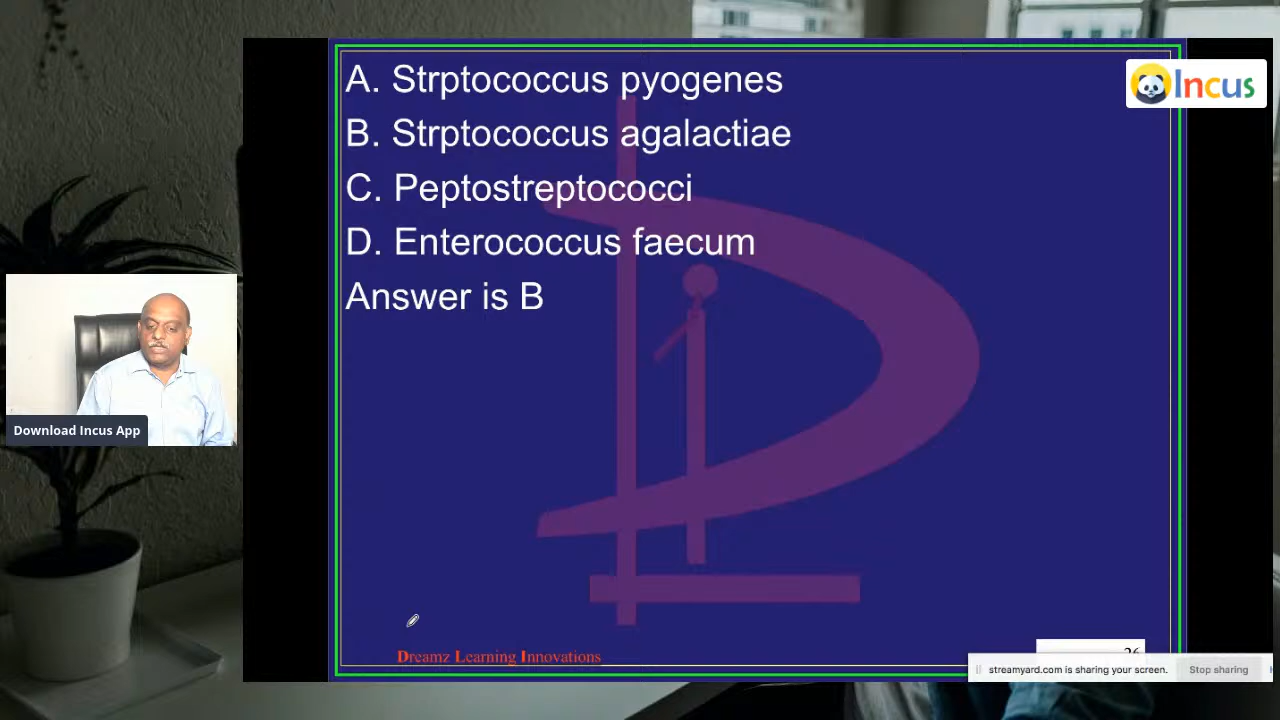 A. Strptococcus pyogenes
B. Strptococcus agalactiae
C. Peptostreptococci
D. Enterococcus faecum
Answer is B
Incus
Download Incus App
Dreamz Learning Innovations
streamyard.com is sharing your screen.
Stop sharing